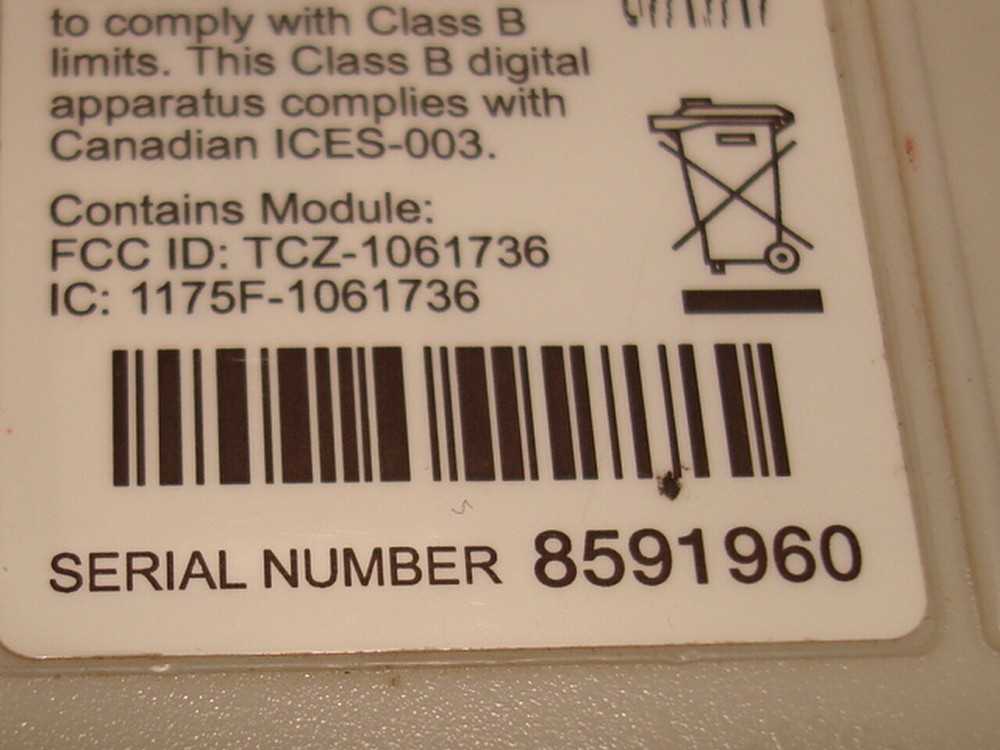 to comply with Class B
limits. This Class B digital
apparatus complies with
Canadian ICES-003.
Contains Module:
FCC ID: TCZ-1061736
IC: 1175F-1061736
SERIAL NUMBER 8591960